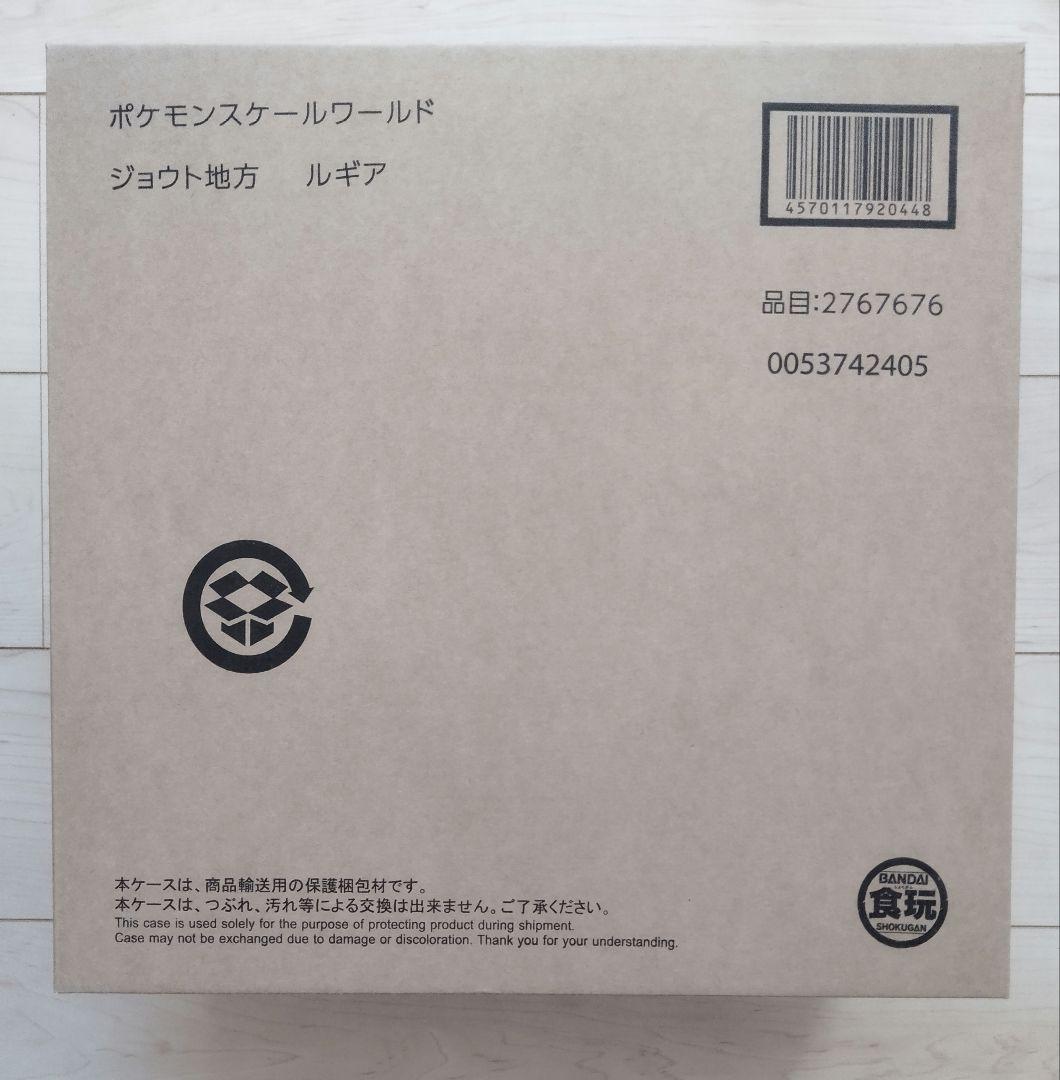 ポケモンスケールワールド
ジョウト地方 ルギア
4570117920448
品目:2767676
0053742405
本ケースは、商品輸送用の保護梱包材です。
本ケースは、つぶれ、汚れ等による交換は出来ません。ご了承ください。
This case is used solely for the purpose of protecting product during shipment.
Case may not be exchanged due to damage or discoloration. Thank you for your understanding.
BANDAI
しょくがん
食玩
SHOKUGAN